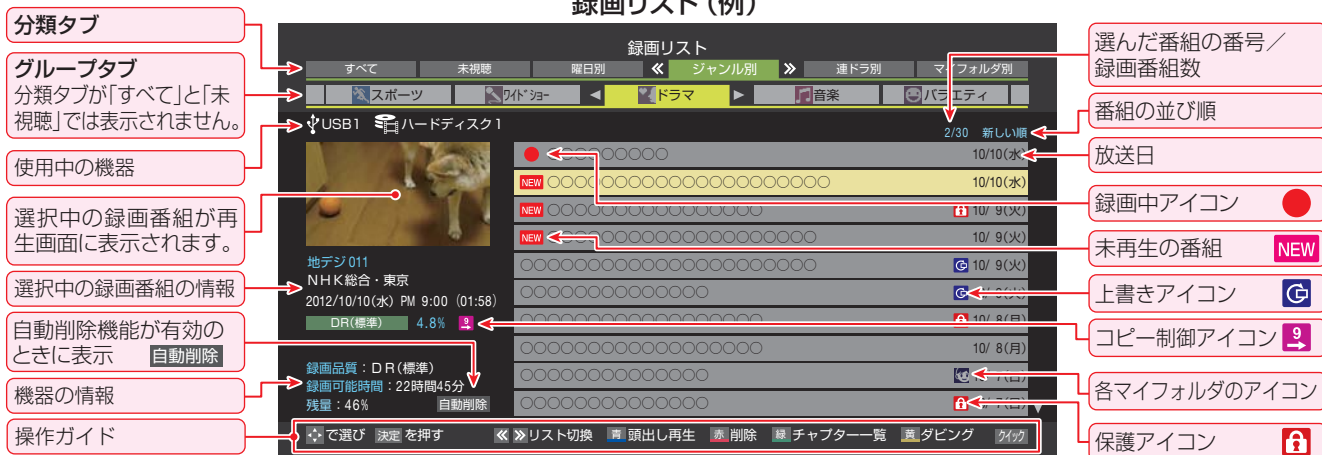 録画リスト（例）
分類タブ
グループタブ
分類タブが「すべて」と「未
視聴」では表示されません。
使用中の機器
選択中の録画番組が再
生画面に表示されます。
選択中の録画番組の情報
自動削除機能が有効の
ときに表示 自動削除
機器の情報
操作ガイド
録画リスト
すべて 未視聴 曜日別 ≪ ジャンル別 ≫ 連ドラ別 マイフォルダ別
スポーツ ワイドショー ◀ ドラマ ▶ 音楽 バラエティ
USB1 ハードディスク1
2/30 新しい順
○○○○○○○○○ 10/10(水)
NEW ○○○○○○○○○○○○○○○○○○○○○ 10/10(水)
NEW ○○○○○○○○○○○○○○○○ 10/ 9(火)
NEW ○○○○○○○○○○○○○○○○○○○○ 10/ 9(火)
○○○○○○○○○○○○○○○○○○○○○○ 10/ 9(火)
○○○○○○○○○○○○○○
○○○○○○○○○○○○○○○○○○ 10/ 8(月)
○○○○○○○○○○○○○○○○○○ 10/ 8(月)
○○○○○○○○○○○○○○
○○○○○○○○○○○○○○
地デジ011
NHK総合・東京
2012/10/10(水) PM 9:00 (01:58)
DR(標準) 4.8% 9
録画品質：DR(標準)
録画可能時間：22時間45分
残量：46% 自動削除
で選び 決定 を押す ≪ ≫リスト切換 青 頭出し再生 赤 削除 緑 チャプター一覧 黄 ダビング クイック
選んだ番組の番号／
録画番組数
番組の並び順
放送日
録画中アイコン
未再生の番組 NEW
上書きアイコン
コピー制御アイコン 9
各マイフォルダのアイコン
保護アイコン